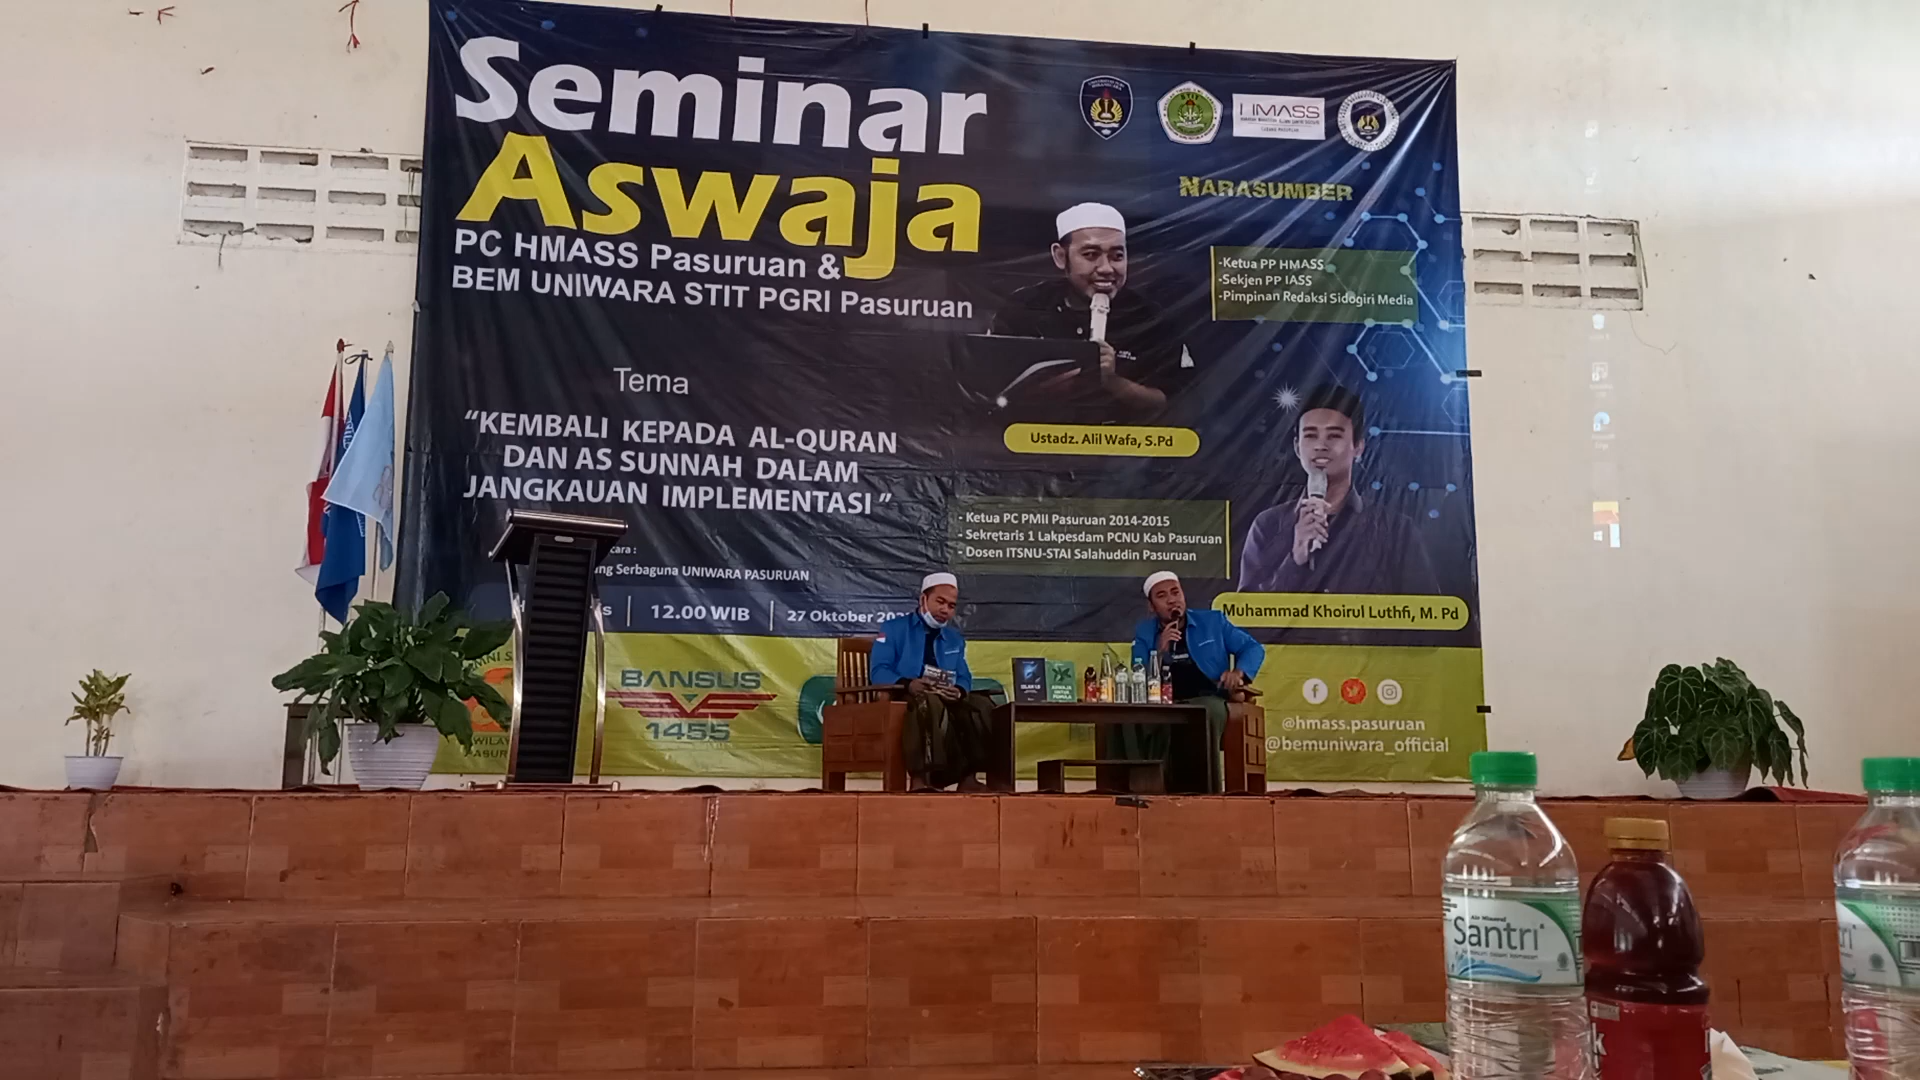 Seminar
Aswaja
PC HMASS Pasuruan &
BEM UNIWARA STIT PGRI Pasuruan
Tema
“KEMBALI KEPADA AL-QURAN
DAN AS SUNNAH DALAM
JANGKAUAN IMPLEMENTASI”
Serbaguna UNIWARA PASURUAN
12.00 WIB
27 Oktober
HMASS
NARASUMBER
-Ketua PP HMASS
-Sekjen PP IASS
-Pimpinan Redaksi Sidogiri Media
Ustadz. Alil Wafa, S.Pd
- Ketua PC PMII Pasuruan 2014-2015
- Sekretaris 1 Lakpesdam PCNU Kab Pasuruan
- Dosen ITSNU-STAI Salahuddin Pasuruan
Muhammad Khoirul Luthfi, M. Pd
BANSUS
1455
@hmass.pasuruan
@bemuniwara_official
Air Mineral
Santri